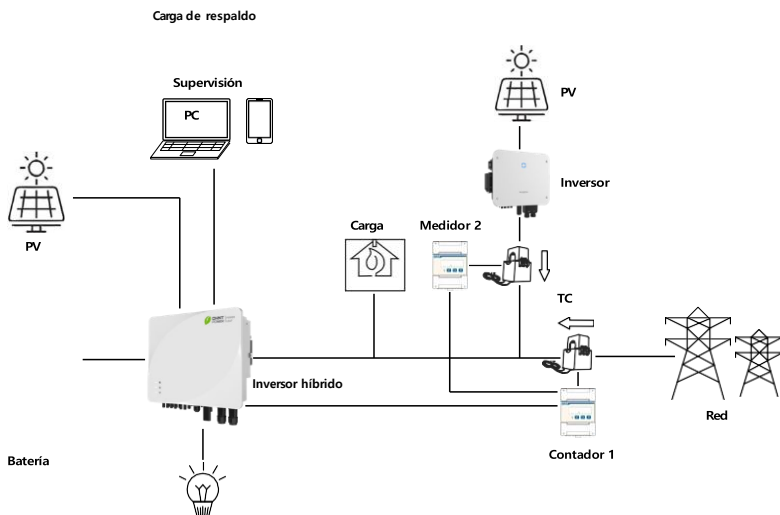 Carga de respaldo
Supervisión
PC
PV
Inversor
PV
Carga
Medidor 2
TC
Inversor híbrido
Red
Contador 1
Batería